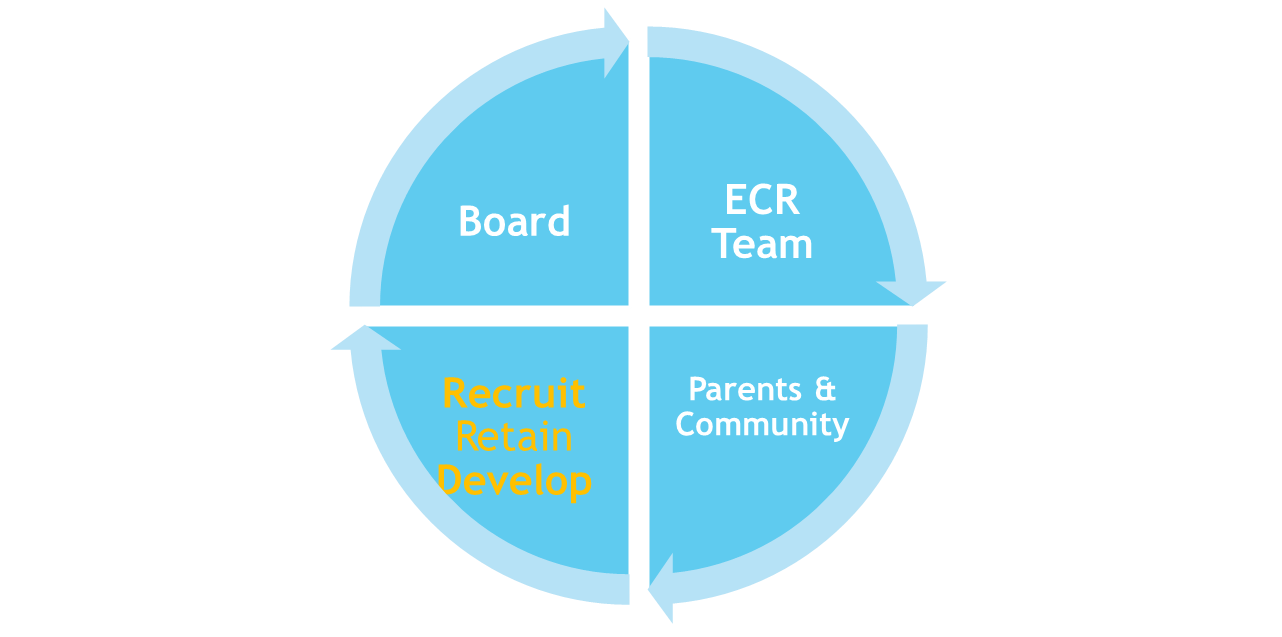 Board
ECR
Team
Recruit
Retain
Develop
Parents &
Community